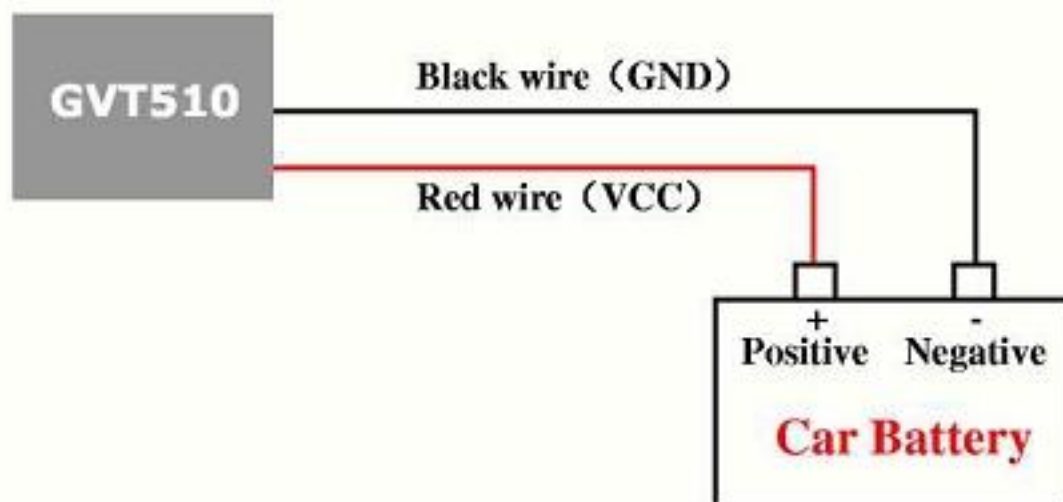 GVT510
Black wire（GND）
Red wire（VCC）
+ -
Positive Negative
Car Battery